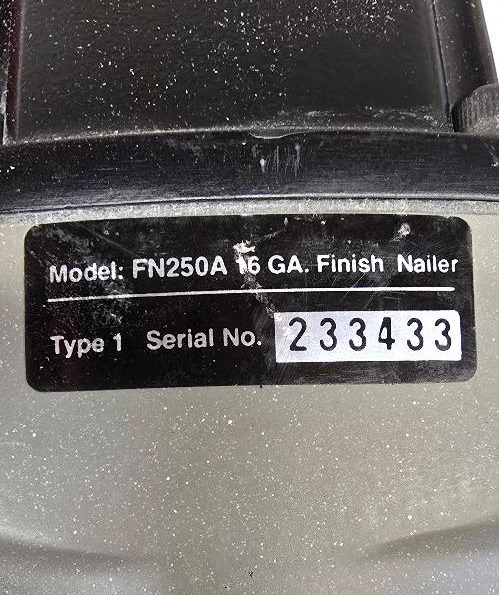 Model: FN250A 16 GA. Finish Nailer
Type 1 Serial No. 233433